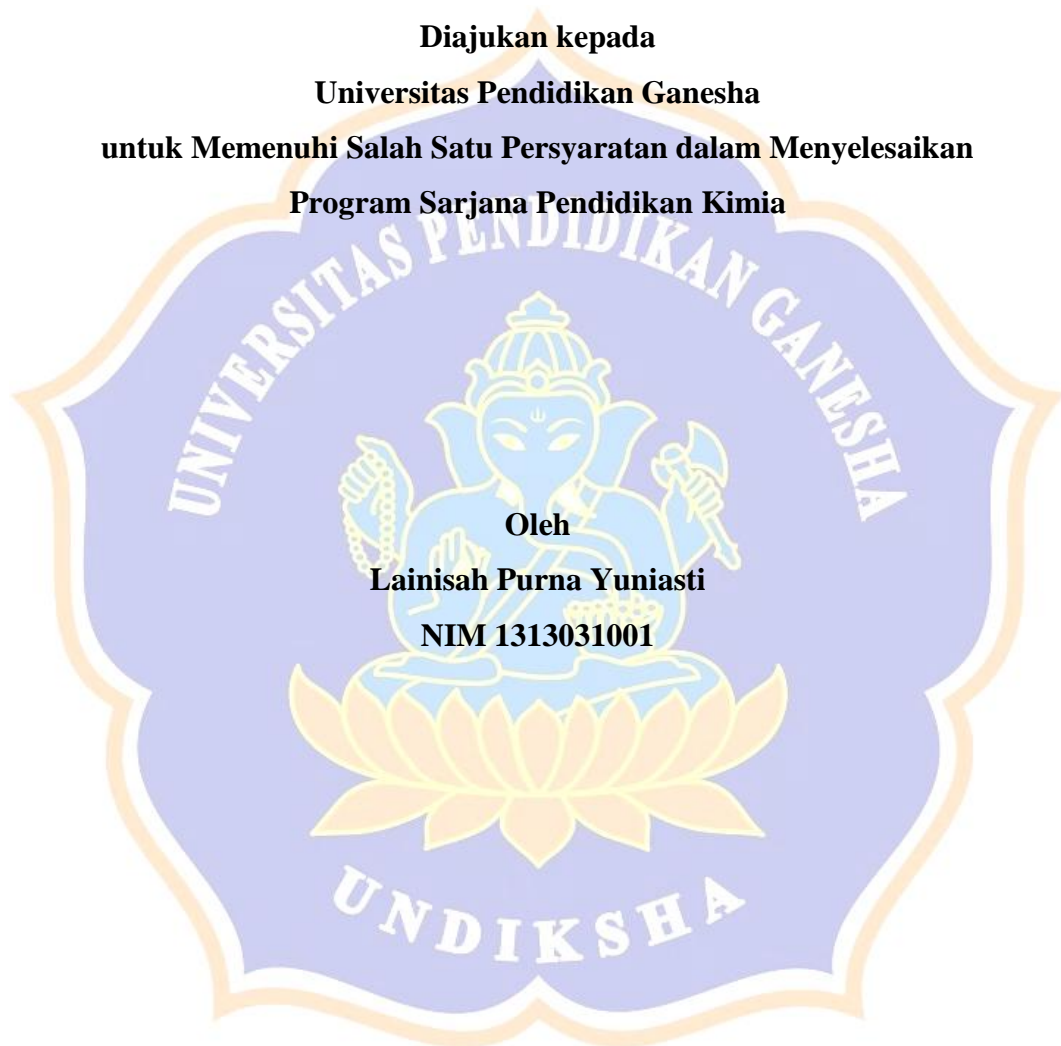 Diajukan kepada
Universitas Pendidikan Ganesha
untuk Memenuhi Salah Satu Persyaratan dalam Menyelesaikan
Program Sarjana Pendidikan Kimia
UNIVERSITAS PENDIDIKAN GANESHA
Oleh
Lainisah Purna Yuniasti
NIM 1313031001
UNDIKSHA